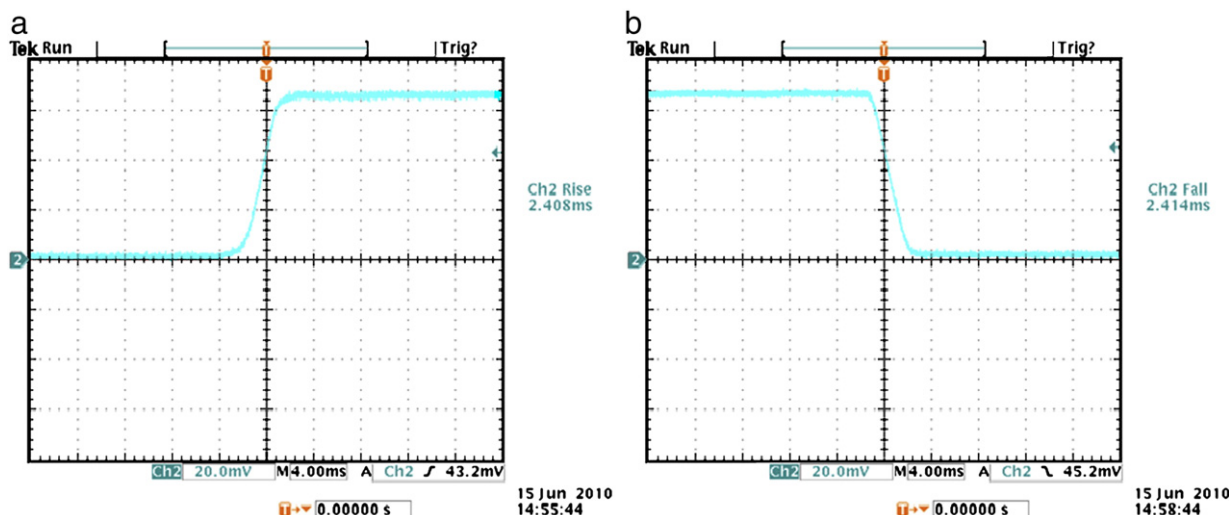 a
Tek Run
Trig?
T
T
2
Ch2 Rise
2.408ms
Ch2 20.0mV M 4.00ms A Ch2 43.2mV
15 Jun 2010
14:55:44
T 0.00000 s
b
Tek Run
Trig?
T
T
2
Ch2 Fall
2.414ms
Ch2 20.0mV M 4.00ms A Ch2 45.2mV
15 Jun 2010
14:58:44
T 0.00000 s